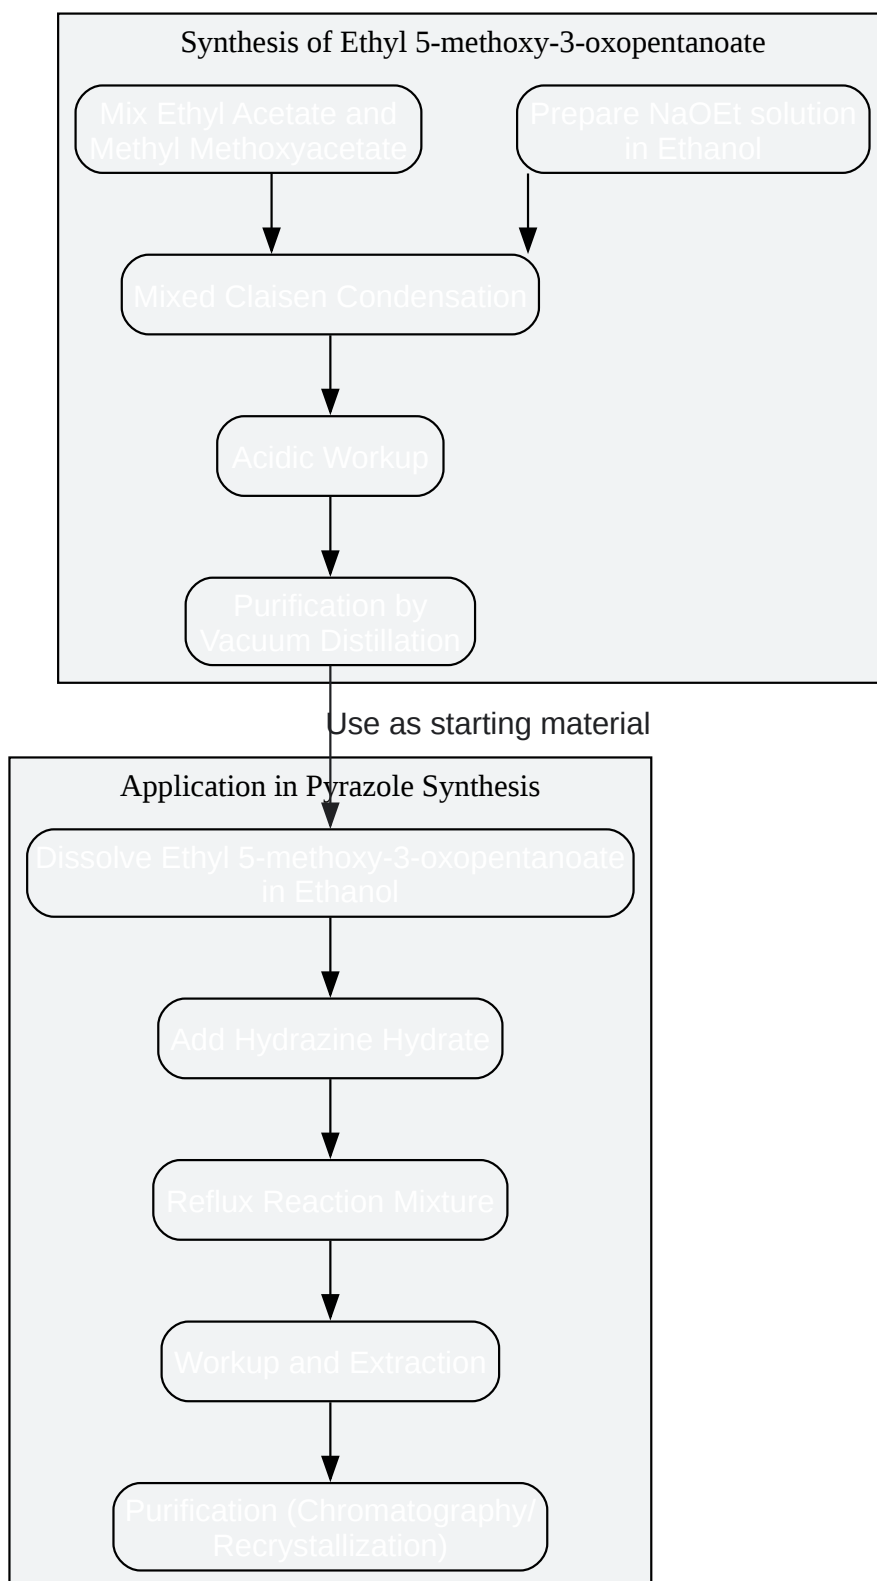 Synthesis of Ethyl 5-methoxy-3-oxopentanoate
Mix Ethyl Acetate and
Methyl Methoxyacetate
Prepare NaOEt solution
in Ethanol
Mixed Claisen Condensation
Acidic Workup
Purification by
Vacuum Distillation
Use as starting material
Application in Pyrazole Synthesis
Dissolve Ethyl 5-methoxy-3-oxopentanoate
in Ethanol
Add Hydrazine Hydrate
Reflux Reaction Mixture
Workup and Extraction
Purification (Chromatography/
Recrystallization)